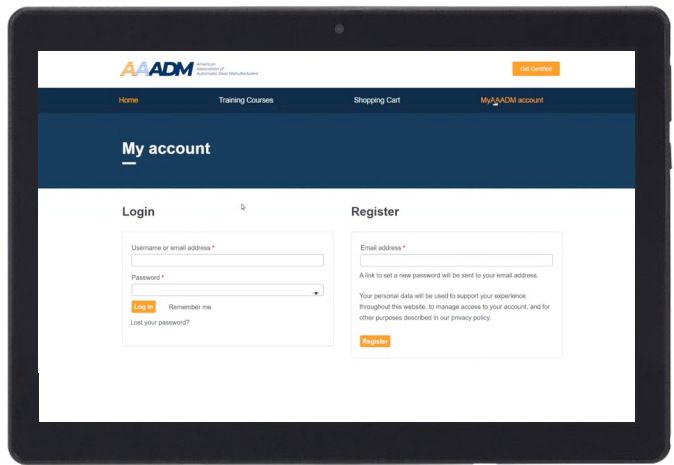 AAADM
American
Association of
Automatic Door Manufacturers
Get Certified
Home
Training Courses
Shopping Cart
MyAAADM account
My account
Login
Username or email address *
Password *
Log in
Remember me
Lost your password?
Register
Email address *
A link to set a new password will be sent to your email address.
Your personal data will be used to support your experience
throughout this website, to manage access to your account, and for
other purposes described in our privacy policy.
Register